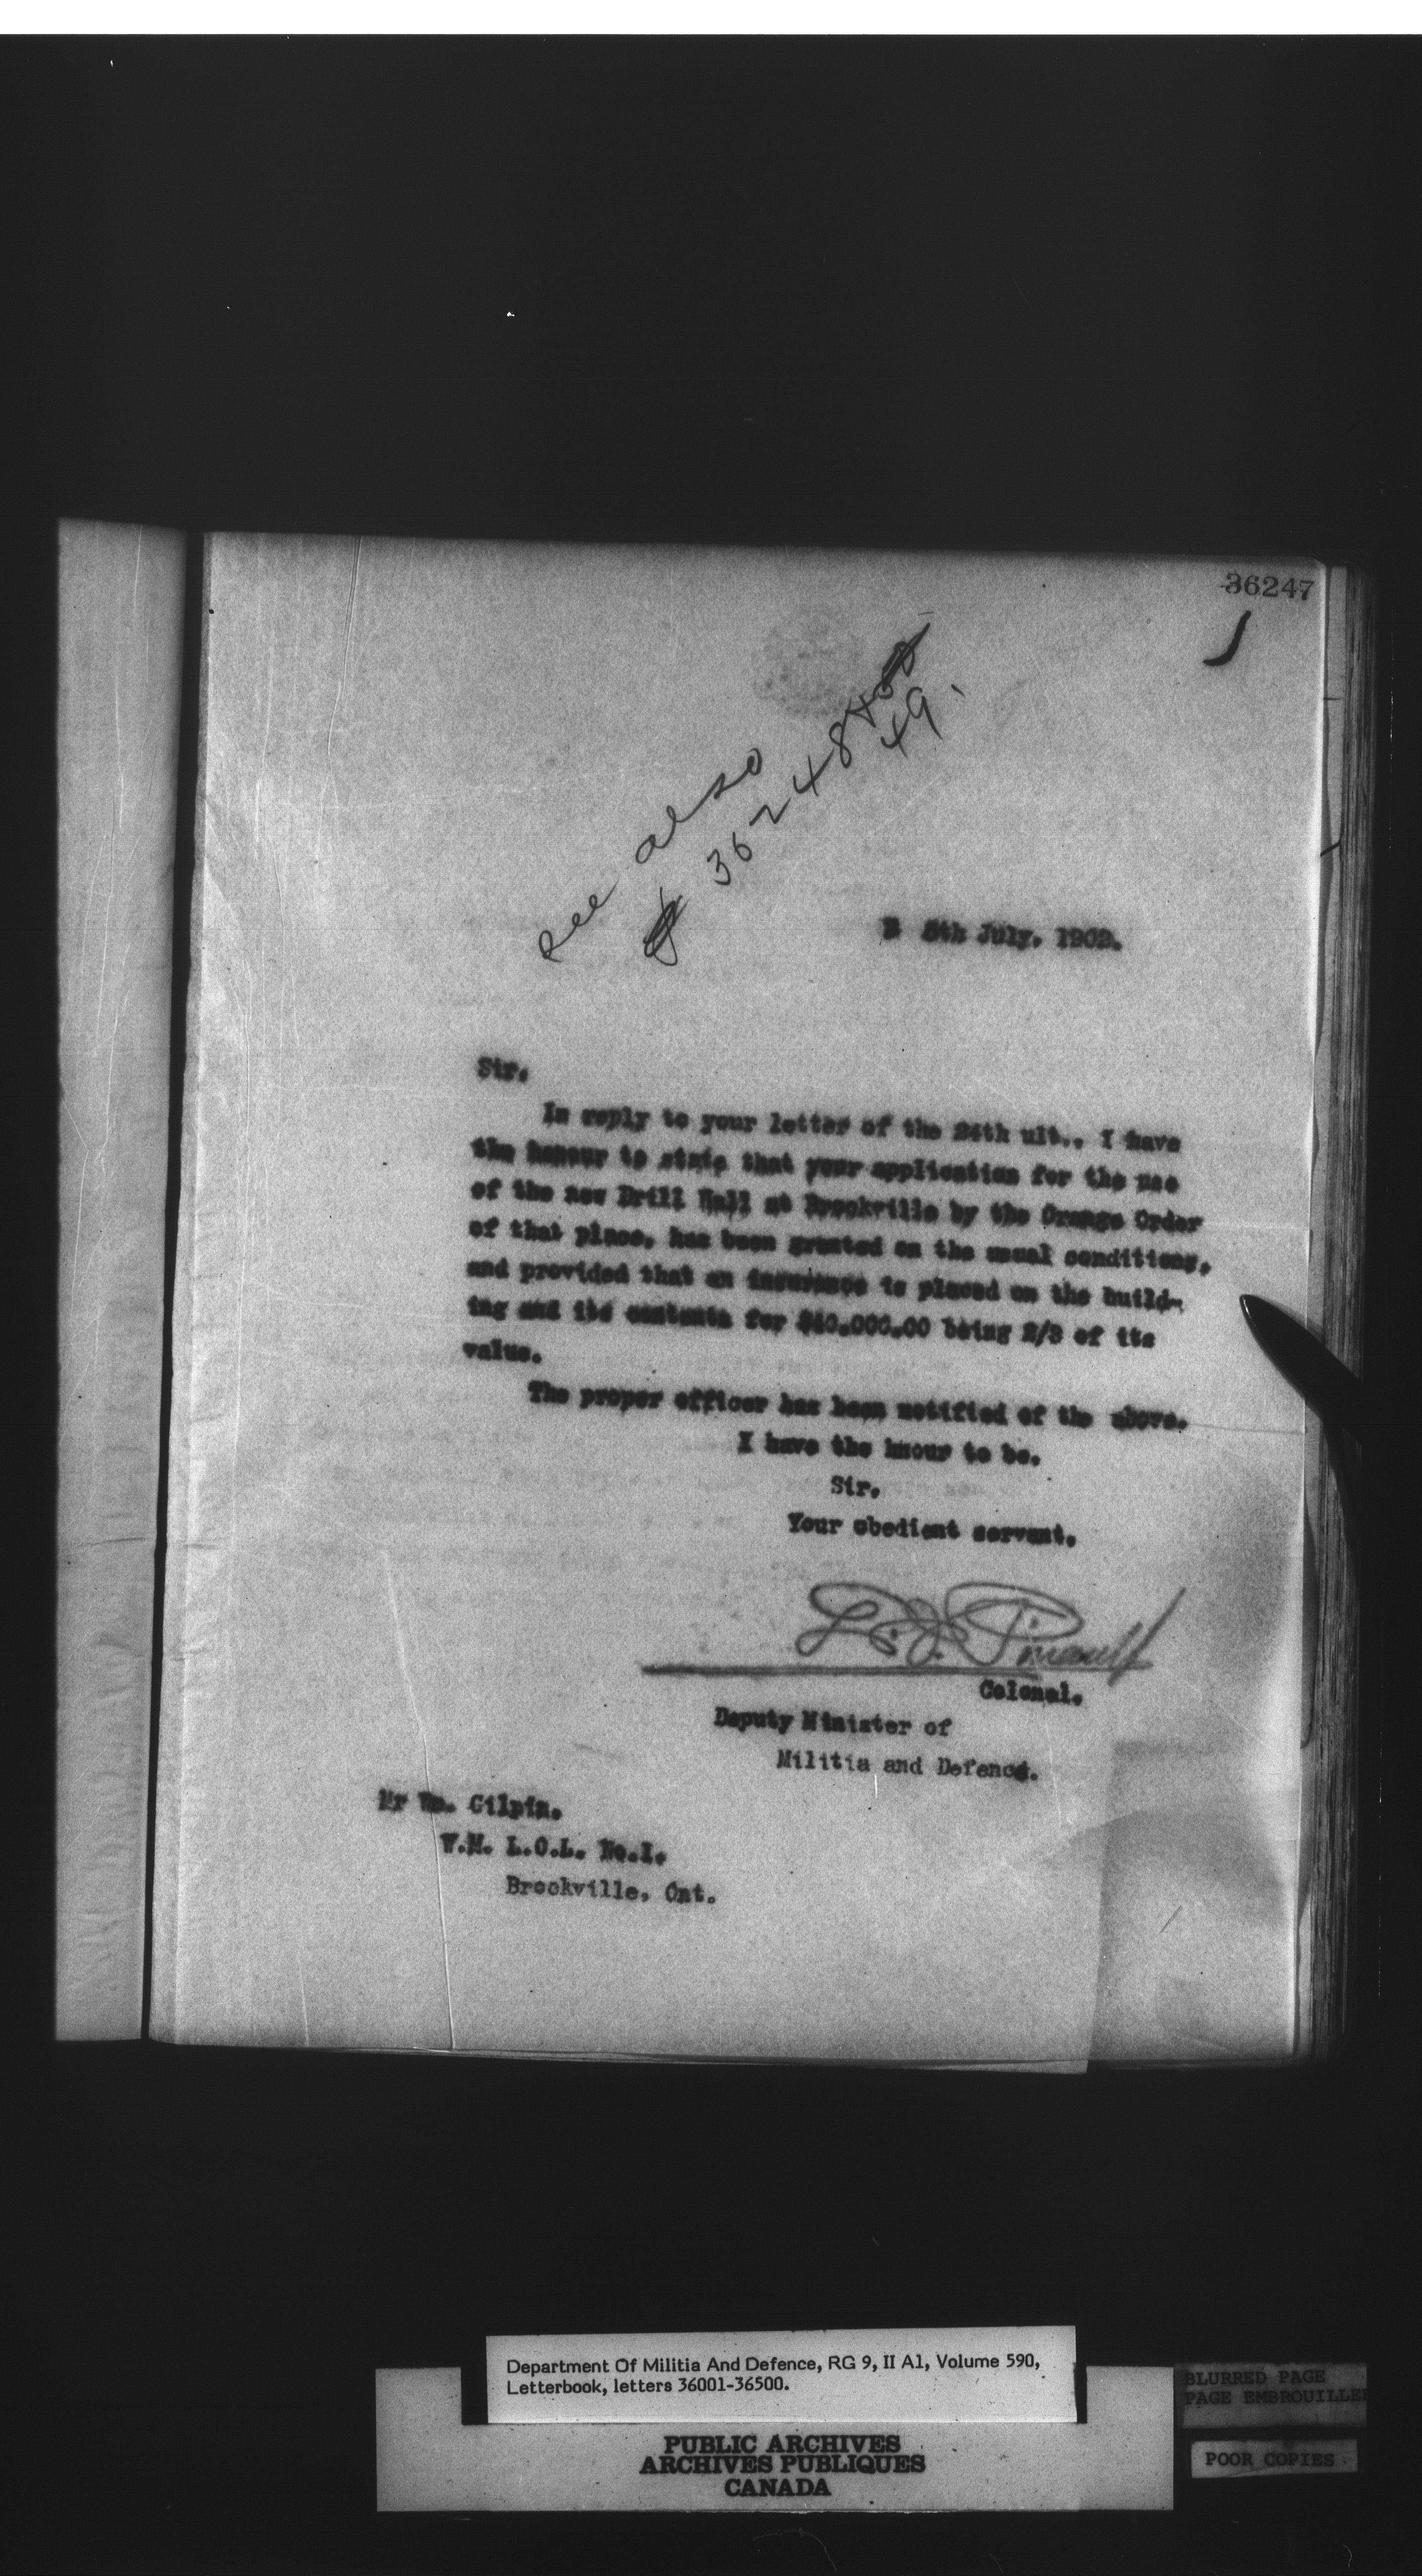 36247
see also
36248 &
49.
8th July. 1902.
Sir.
In reply to your letter of the 24th ult.. I have
the honour to state that your application for the use
of the new Drill Hall at Brockville by the Orange Order
of that place, has been granted on the usual conditions,
and provided that an insurance is placed on the build-
ing and its contents for $40.000.00 being 2/3 of its
value.
The proper officer has been notified of the above.
I have the hnour to be.
Sir.
Your obedient servant.
L. F. Pinault
Colonel.
Deputy Minister of
Militia and Defence.
Mr Wm. Gilpin.
W.M. L.O.L. No.1.
Brockville, Ont.
Department Of Militia And Defence, RG 9, II A1, Volume 590,
Letterbook, letters 36001-36500.
PUBLIC ARCHIVES
ARCHIVES PUBLIQUES
CANADA
BLURRED PAGE
PAGE EMBROUILLE
POOR COPIES